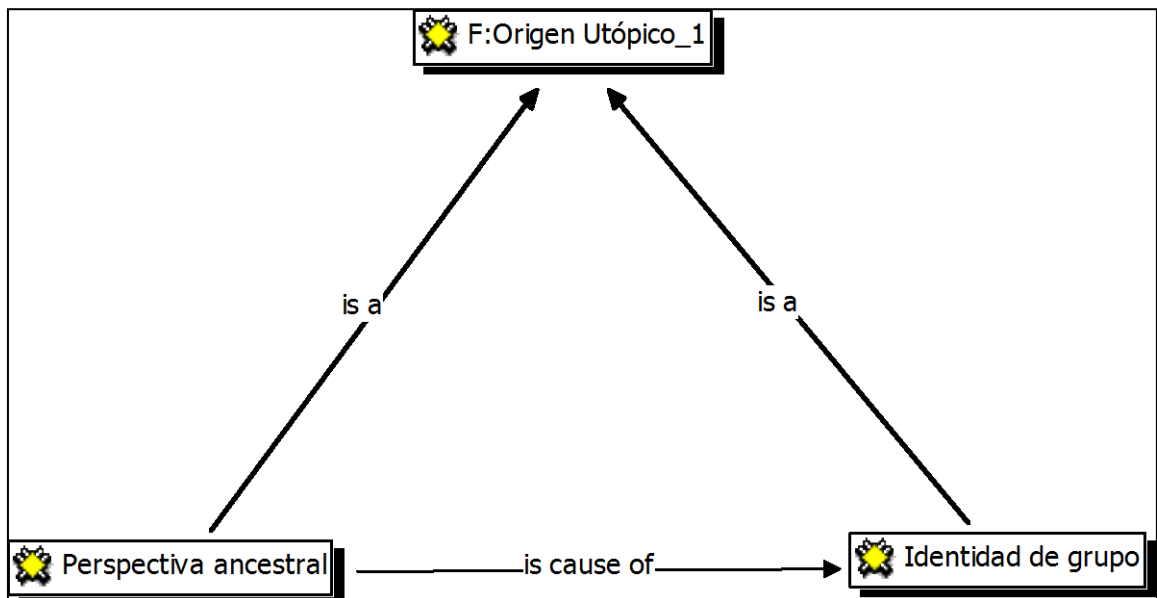 F:Origen Utópico_1
is a
is a
Perspectiva ancestral
is cause of
Identidad de grupo